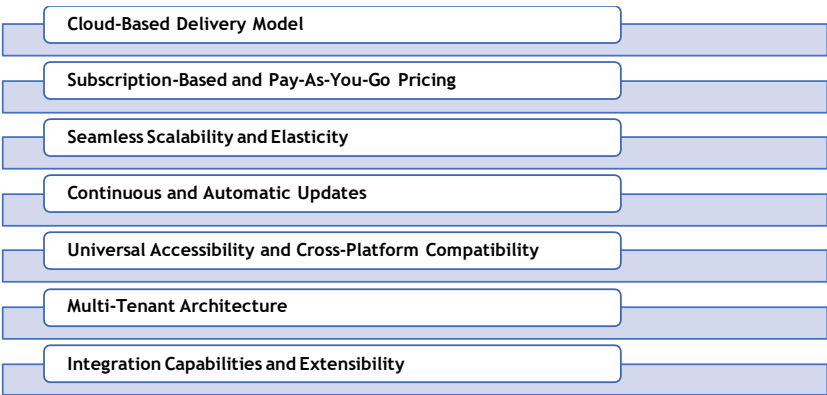 Cloud-Based Delivery Model
Subscription-Based and Pay-As-You-Go Pricing
Seamless Scalability and Elasticity
Continuous and Automatic Updates
Universal Accessibility and Cross-Platform Compatibility
Multi-Tenant Architecture
Integration Capabilities and Extensibility